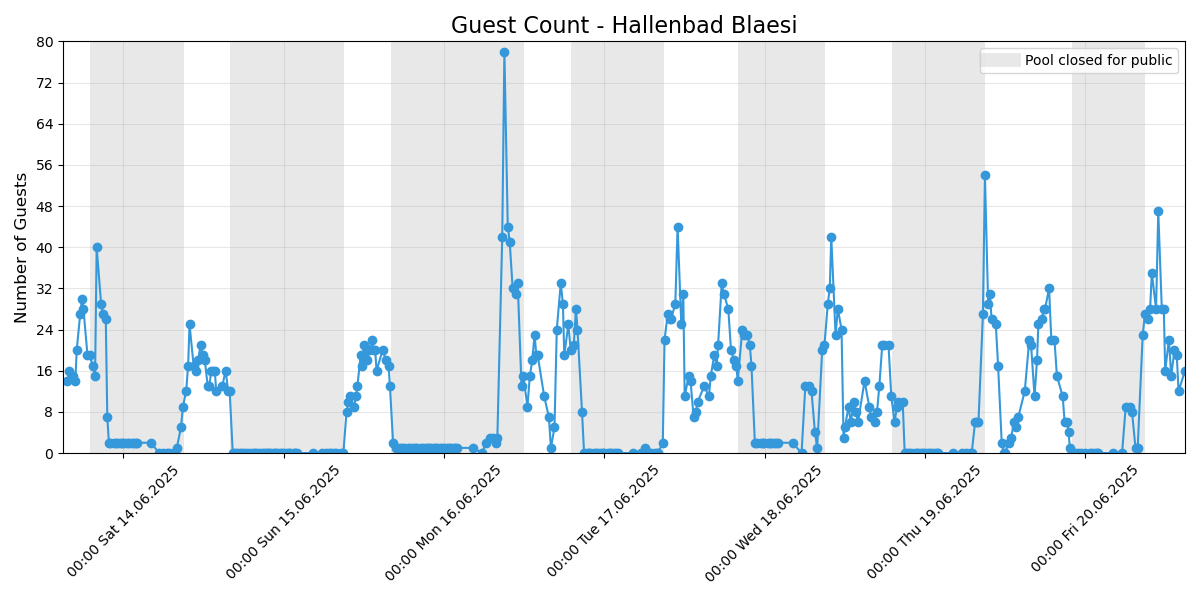 Guest Count - Hallenbad Blaesi
Pool closed for public
Number of Guests
80
72
64
56
48
40
32
24
16
8
0
00:00 Sat 14.06.2025
00:00 Sun 15.06.2025
00:00 Mon 16.06.2025
00:00 Tue 17.06.2025
00:00 Wed 18.06.2025
00:00 Thu 19.06.2025
00:00 Fri 20.06.2025